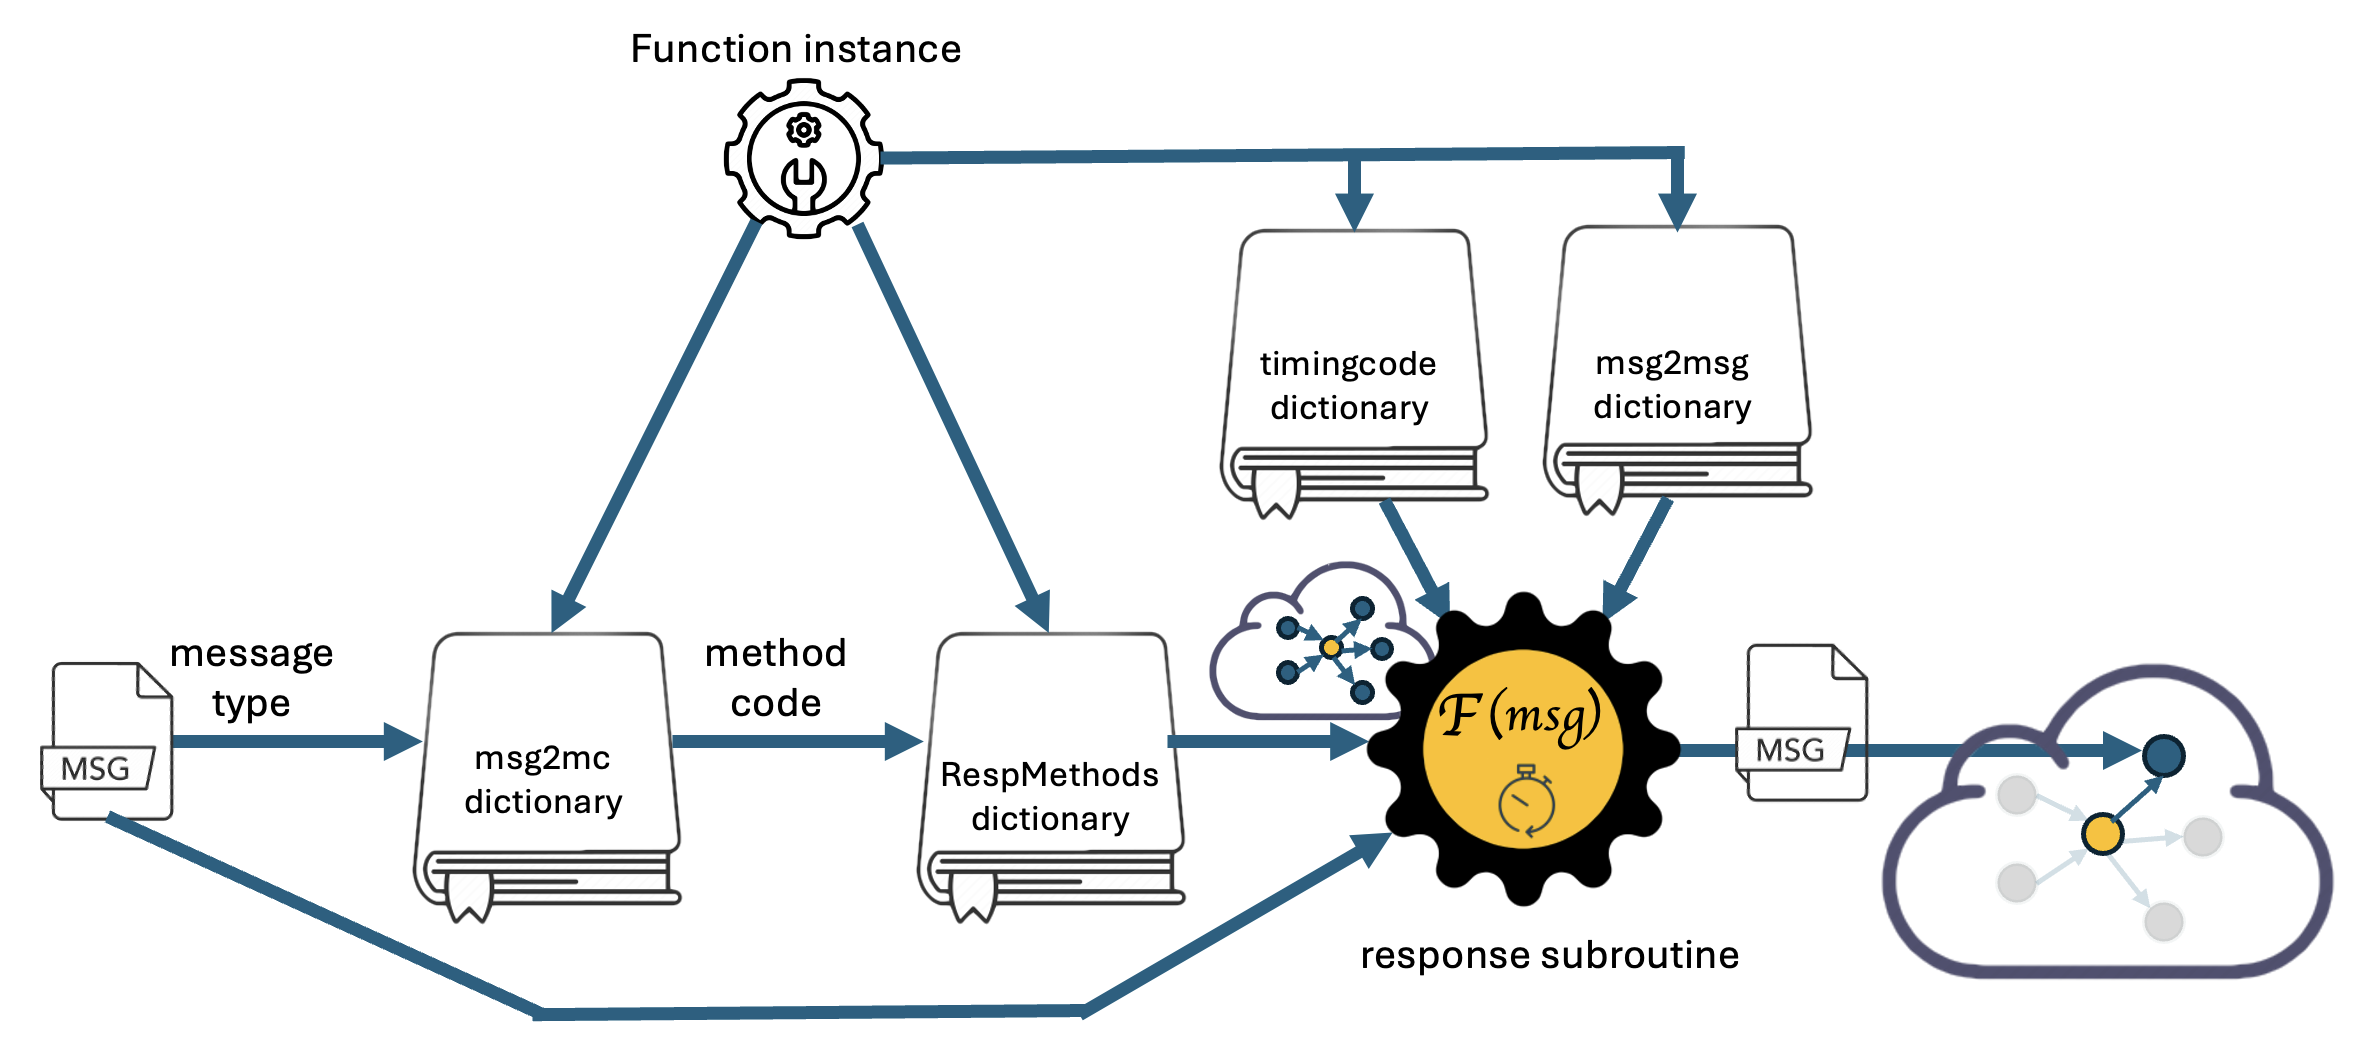 Function instance
timingcode
dictionary
msg2msg
dictionary
message
type
method
code
MSG
msg2mc
dictionary
RespMethods
dictionary
F(msg)
MSG
response subroutine